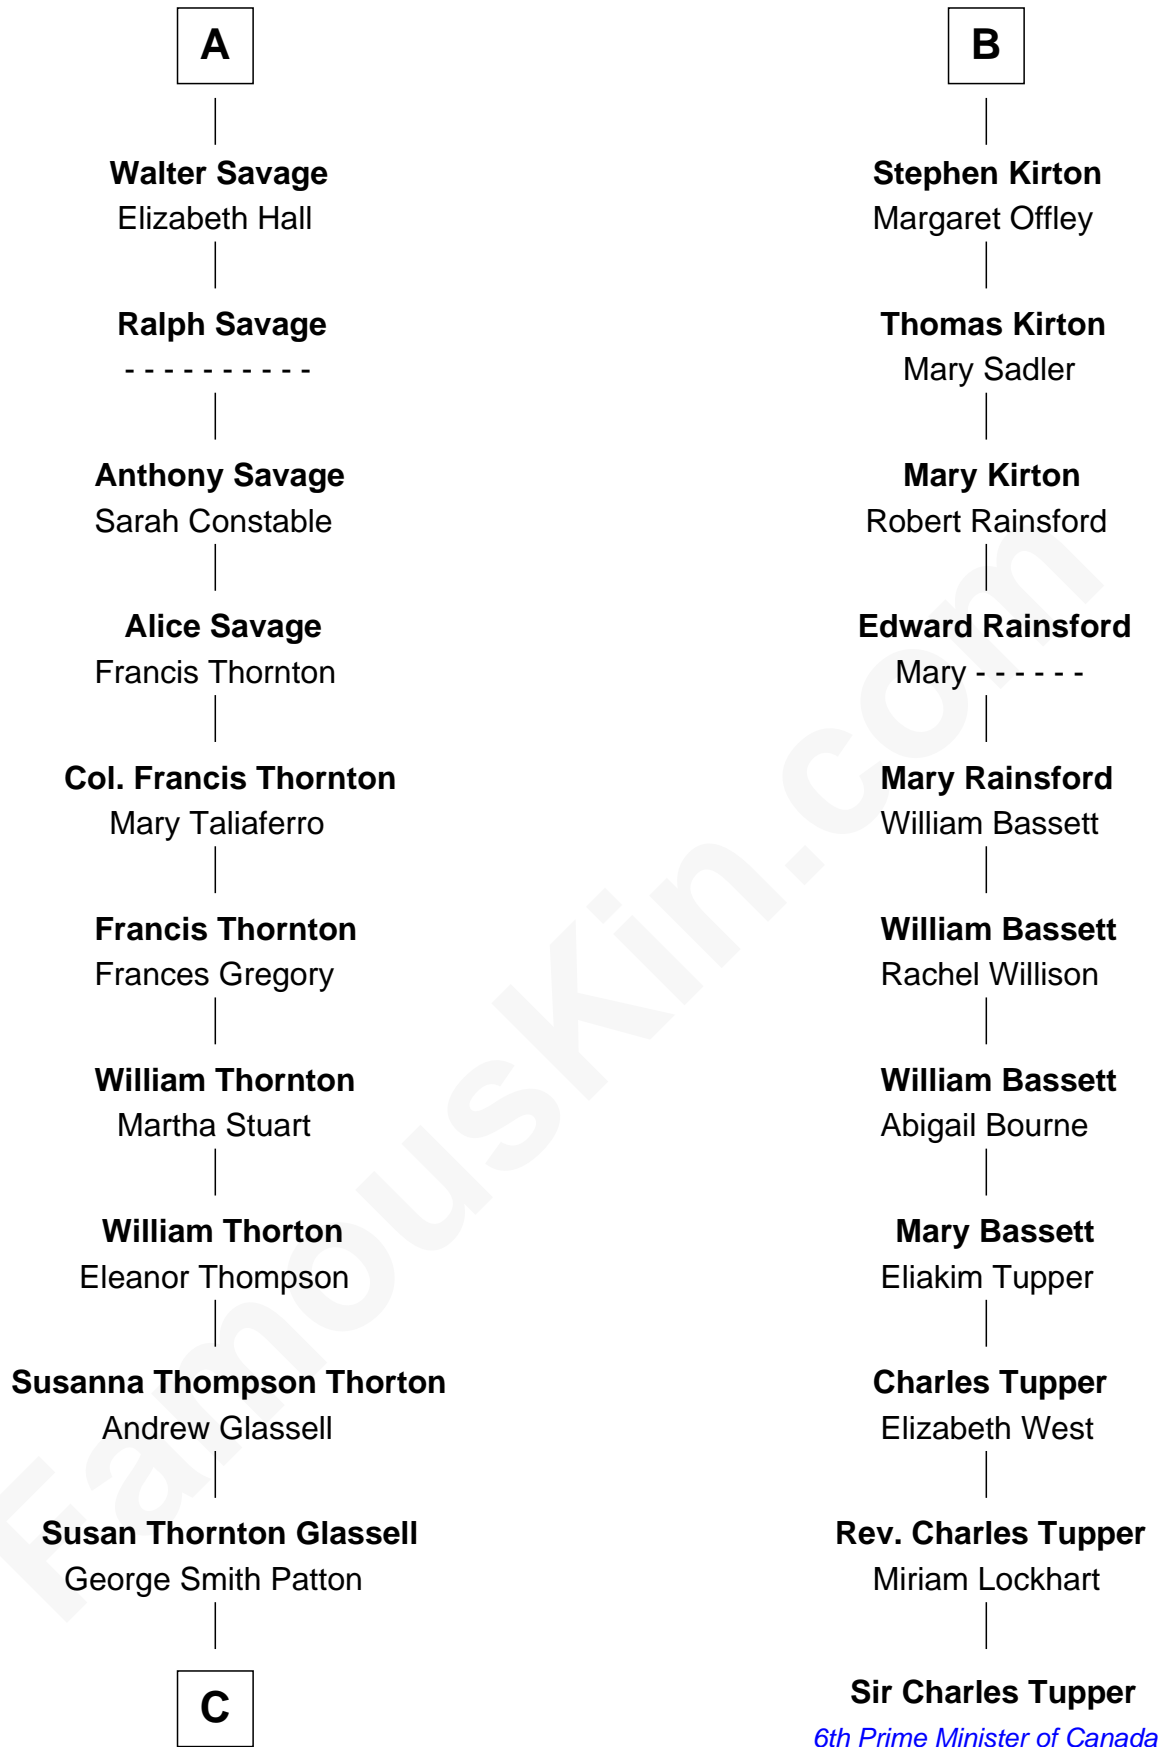 A
Walter Savage
Elizabeth Hall
Ralph Savage
- - - - - - - - - -
Anthony Savage
Sarah Constable
Alice Savage
Francis Thornton
Col. Francis Thornton
Mary Taliaferro
Francis Thornton
Frances Gregory
William Thornton
Martha Stuart
William Thorton
Eleanor Thompson
Susanna Thompson Thorton
Andrew Glassell
Susan Thornton Glassell
George Smith Patton
C
B
Stephen Kirton
Margaret Offley
Thomas Kirton
Mary Sadler
Mary Kirton
Robert Rainsford
Edward Rainsford
Mary - - - - - -
Mary Rainsford
William Bassett
William Bassett
Rachel Willison
William Bassett
Abigail Bourne
Mary Bassett
Eliakim Tupper
Charles Tupper
Elizabeth West
Rev. Charles Tupper
Miriam Lockhart
Sir Charles Tupper
6th Prime Minister of Canada
FamousKin.com